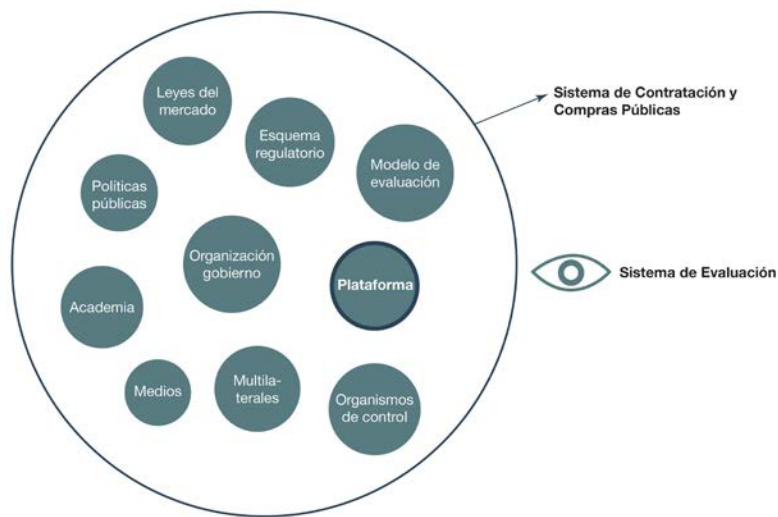 Leyes del
mercado
Esquema
regulatorio
Modelo de
evaluación
Sistema de Contratación y
Compras Públicas
Políticas
públicas
Organización
gobierno
Plataforma
Sistema de Evaluación
Academia
Medios
Multila-
terales
Organismos
de control